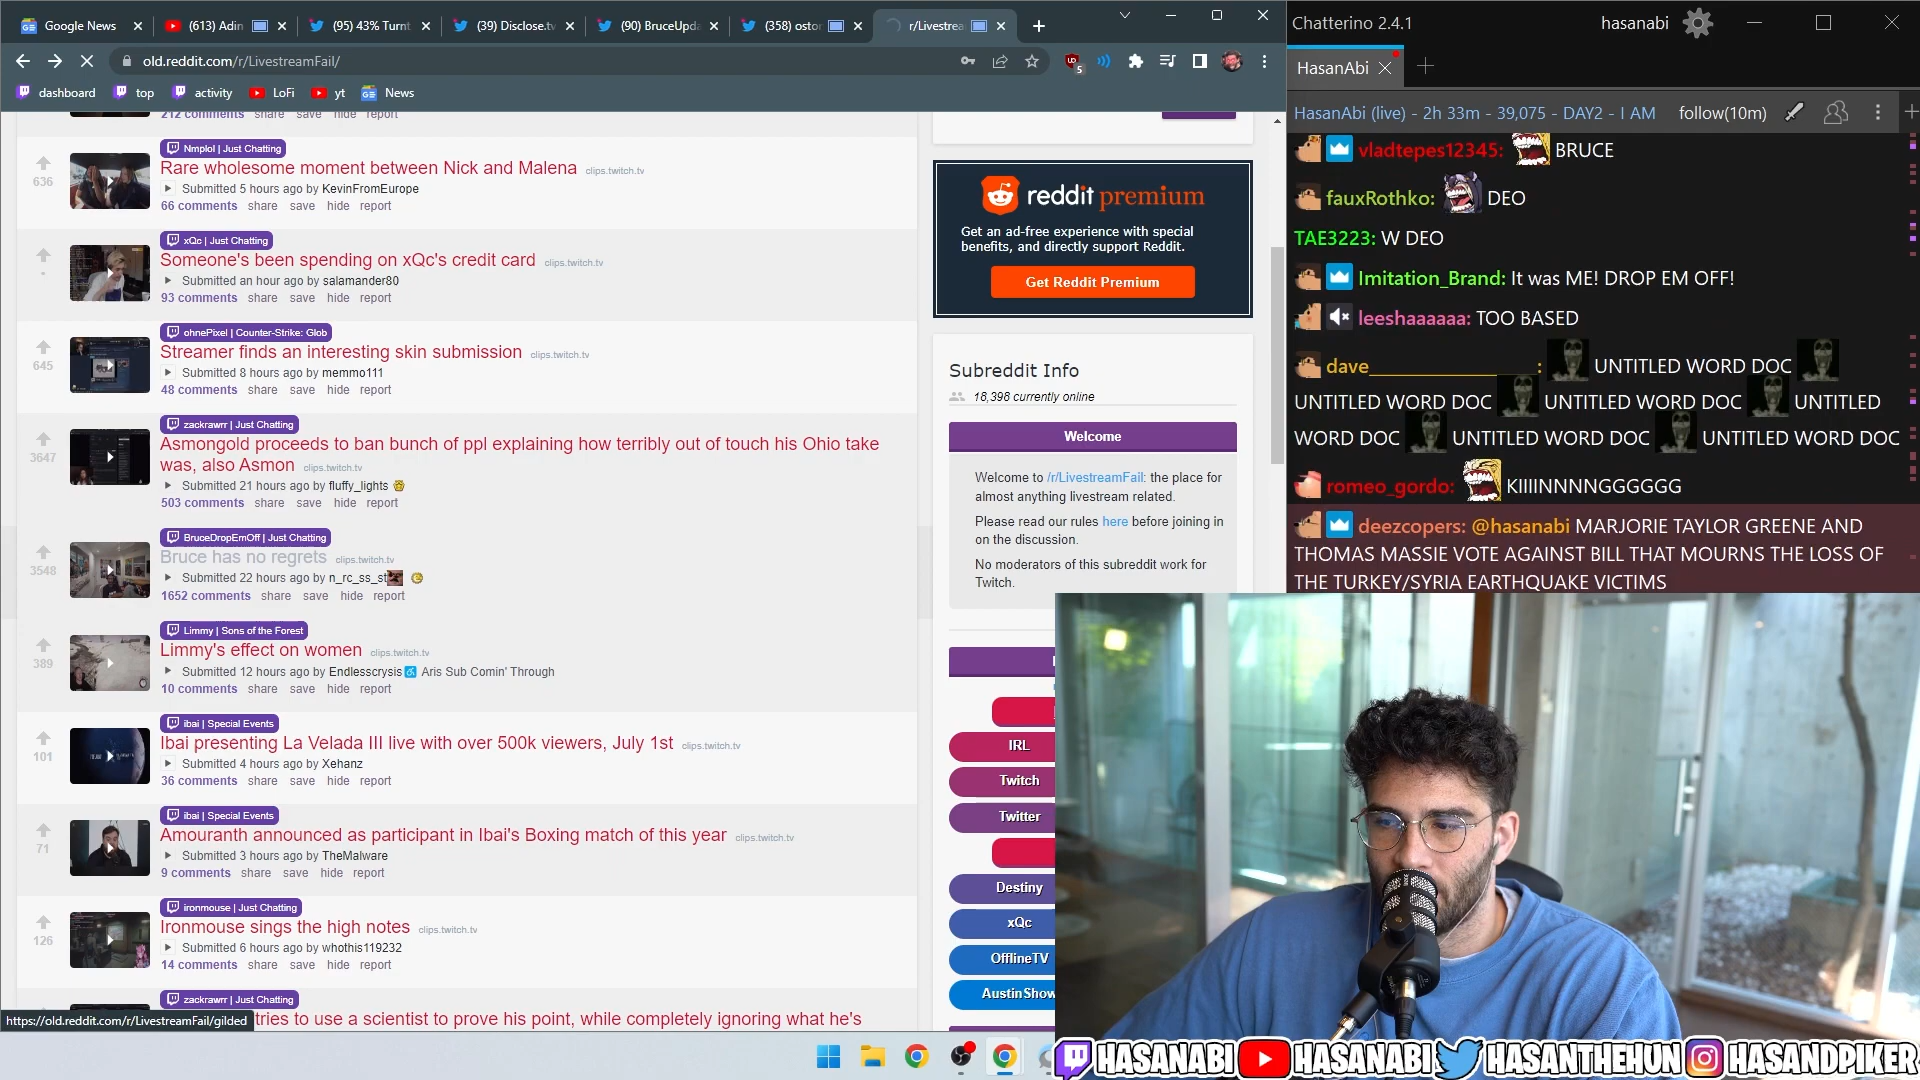 Google News
(613) Adin
(95) 43% Turnt
(39) Disclose.tv
(90) BruceUpda
(358) oston
r/Livestrea
old.reddit.com/r/LivestreamFail/
5
dashboard
top
activity
LoFi
yt
News
212 comments share save hide report
Nmplol | Just Chatting
Rare wholesome moment between Nick and Malena clips.twitch.tv
636
Submitted 5 hours ago by KevinFromEurope
66 comments share save hide report
xQc | Just Chatting
Someone's been spending on xQc's credit card clips.twitch.tv
•
Submitted an hour ago by salamander80
93 comments share save hide report
ohnePixel | Counter-Strike: Glob
Streamer finds an interesting skin submission clips.twitch.tv
645
Submitted 8 hours ago by memmo111
48 comments share save hide report
zackrawrr | Just Chatting
Asmongold proceeds to ban bunch of ppl explaining how terribly out of touch his Ohio take
was, also Asmon clips.twitch.tv
3647
Submitted 21 hours ago by fluffy_lights
503 comments share save hide report
BruceDropEmOff | Just Chatting
Bruce has no regrets clips.twitch.tv
3548
Submitted 22 hours ago by n_rc_ss_st
1652 comments share save hide report
Limmy | Sons of the Forest
Limmy's effect on women clips.twitch.tv
389
Submitted 12 hours ago by Endlesscrysis Aris Sub Comin' Through
10 comments share save hide report
ibai | Special Events
Ibai presenting La Velada III live with over 500k viewers, July 1st clips.twitch.tv
101
Submitted 4 hours ago by Xehanz
36 comments share save hide report
ibai | Special Events
Amouranth announced as participant in Ibai's Boxing match of this year clips.twitch.tv
71
Submitted 3 hours ago by TheMalware
9 comments share save hide report
ironmouse | Just Chatting
Ironmouse sings the high notes clips.twitch.tv
126
Submitted 6 hours ago by whothis119232
14 comments share save hide report
zackrawrr | Just Chatting
tries to use a scientist to prove his point, while completely ignoring what he's
https://old.reddit.com/r/LivestreamFail/gilded
reddit premium
Get an ad-free experience with special
benefits, and directly support Reddit.
Get Reddit Premium
Subreddit Info
18,398 currently online
Welcome
Welcome to /r/LivestreamFail: the place for
almost anything livestream related.
Please read our rules here before joining in
on the discussion.
No moderators of this subreddit work for
Twitch.
IRL
Twitch
Twitter
Destiny
xQc
OfflineTV
AustinShow
Chatterino 2.4.1
hasanabi
HasanAbi
HasanAbi (live) - 2h 33m - 39,075 - DAY2 - I AM
follow(10m)
vladtepes12345: BRUCE
fauxRothko: DEO
TAE3223: W DEO
Imitation_Brand: It was ME! DROP EM OFF!
leeshaaaaaa: TOO BASED
dave__________________: UNTITLED WORD DOC
UNTITLED WORD DOC UNTITLED WORD DOC UNTITLED
WORD DOC UNTITLED WORD DOC UNTITLED WORD DOC
romeo_gordo: KIIIINNNNGGGGGG
deezcopers: @hasanabi MARJORIE TAYLOR GREENE AND
THOMAS MASSIE VOTE AGAINST BILL THAT MOURNS THE LOSS OF
THE TURKEY/SYRIA EARTHQUAKE VICTIMS
HASANABI HASANABI HASANTHEHUN HASANDPIKER